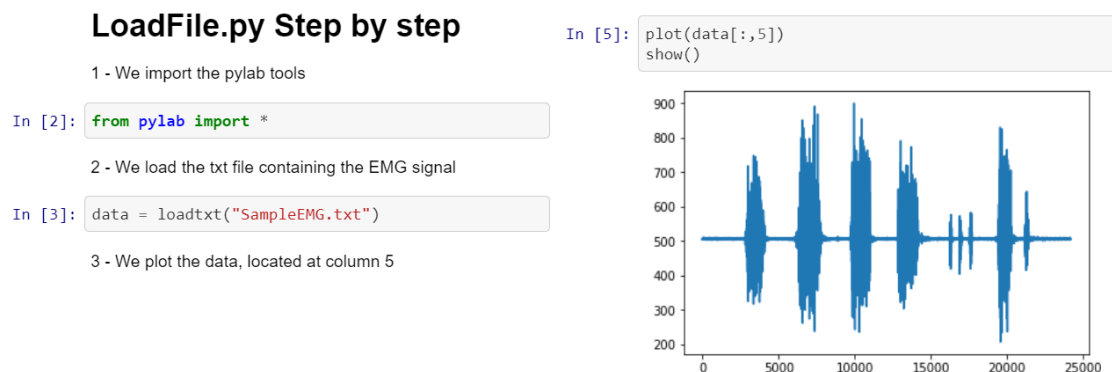 LoadFile.py Step by step
1 - We import the pylab tools
In [2]: from pylab import *
2 - We load the txt file containing the EMG signal
In [3]: data = loadtxt("SampleEMG.txt")
3 - We plot the data, located at column 5
In [5]: plot(data[:,5])
show()
900
800
700
600
500
400
300
200
0 5000 10000 15000 20000 25000